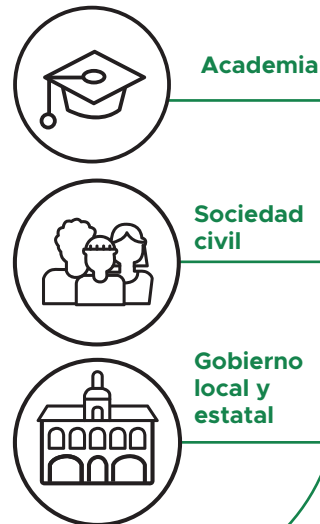 Academia
Sociedad
civil
Gobierno
local y
estatal